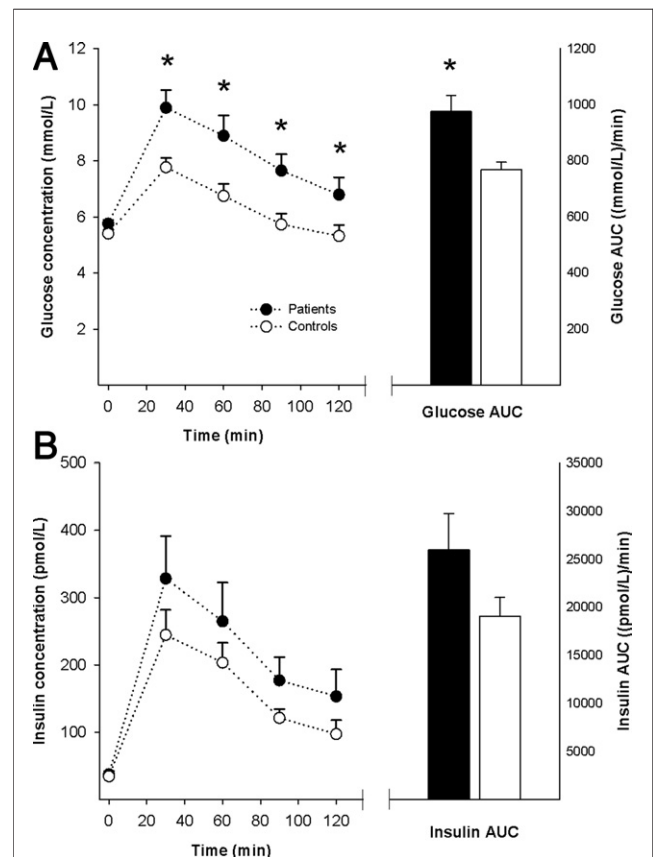 A
Glucose concentration (mmol/L)
12
10
8
6
4
2
* * * *
Patients
Controls
0 20 40 60 80 100 120
Time (min)
*
1200
1000
800
600
400
200
Glucose AUC ((mmol/L)/min)
Glucose AUC
B
Insulin concentration (pmol/L)
500
400
300
200
100
0 20 40 60 80 100 120
Time (min)
35000
30000
25000
20000
15000
10000
5000
Insulin AUC ((pmol/L)/min)
Insulin AUC